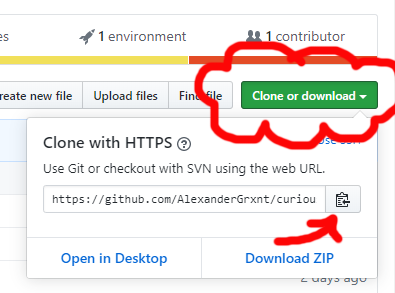 es 1 environment 1 contributor
reate new file Upload files Find file Clone or download
Clone with HTTPS
Use Git or checkout with SVN using the web URL.
https://github.com/AlexanderGrxnt/curiou
Open in Desktop Download ZIP
2 days ago